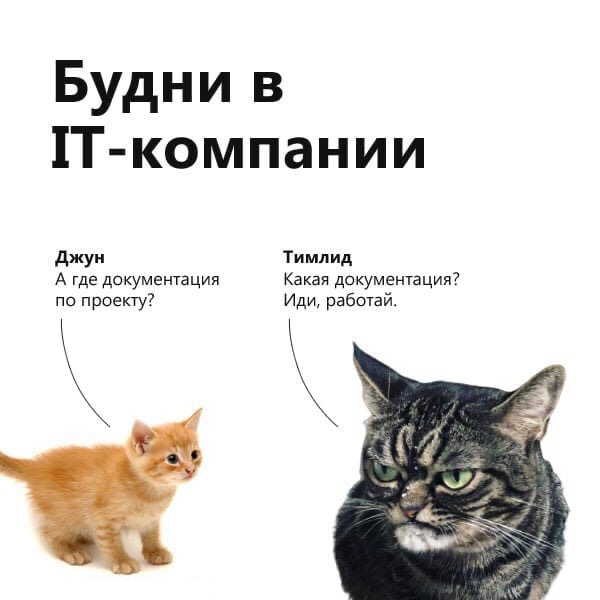 Будни в
IT-компании
Джун
А где документация
по проекту?
Тимлид
Какая документация?
Иди, работай.